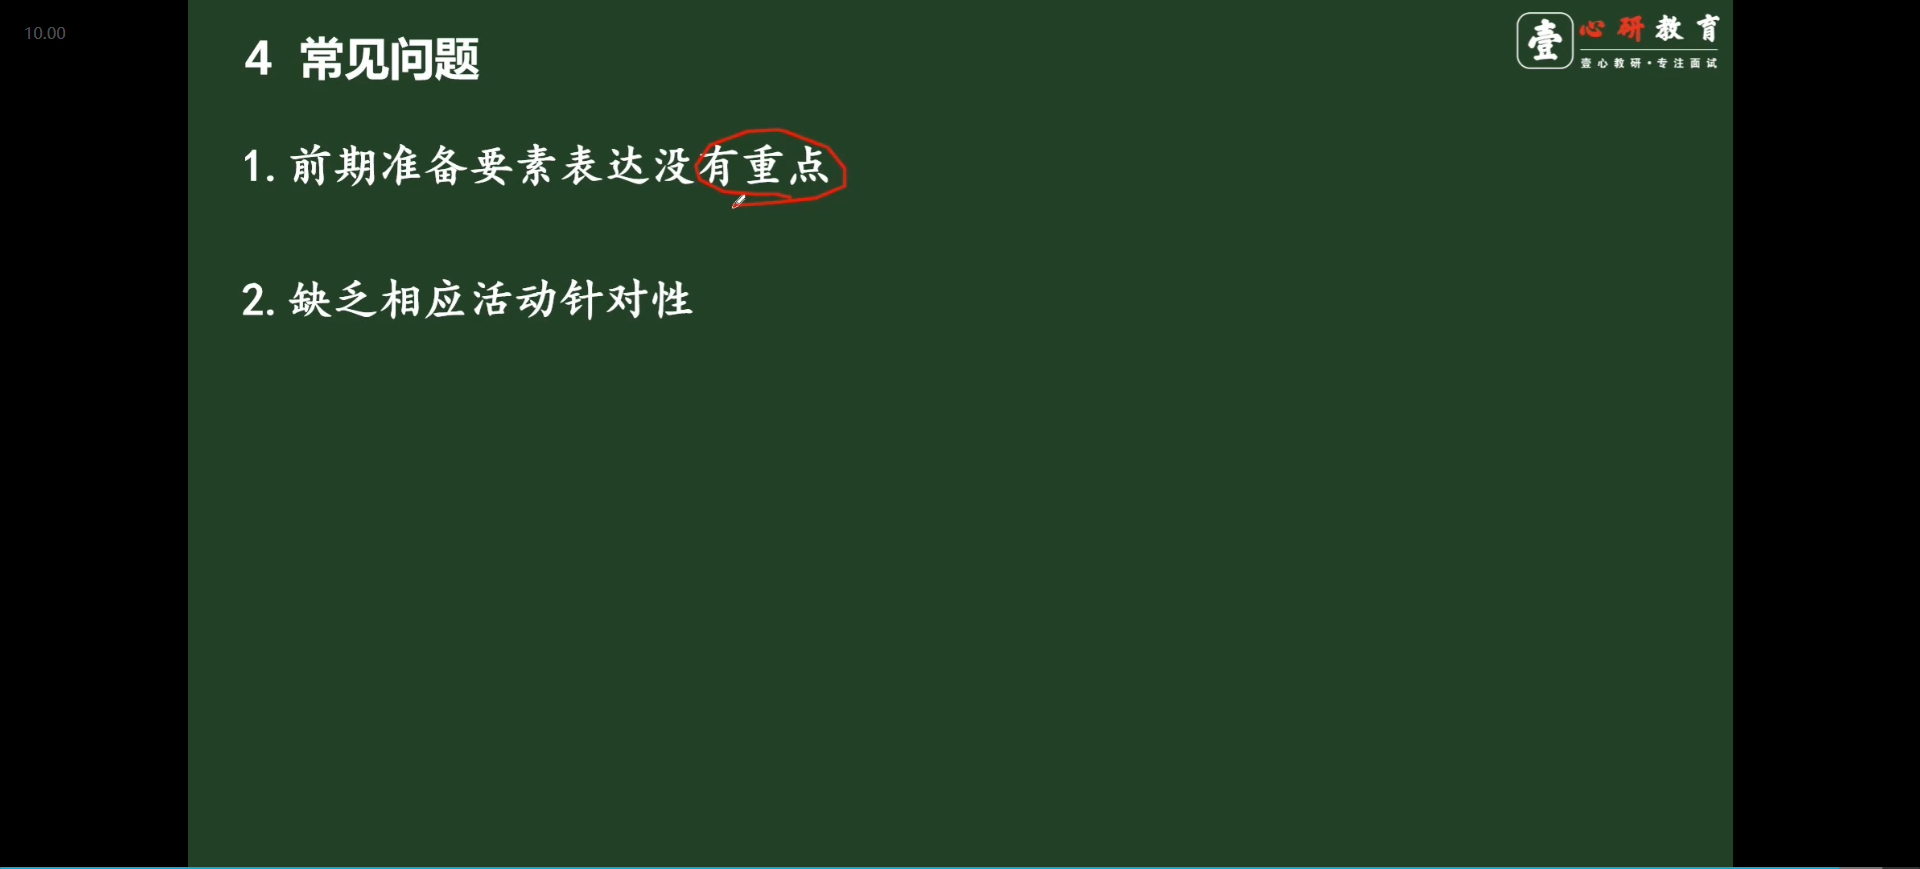 10.00
4 常见问题
壹 心研教育
壹心教研•专注面试
1. 前期准备要素表达没有重点
2. 缺乏相应活动针对性